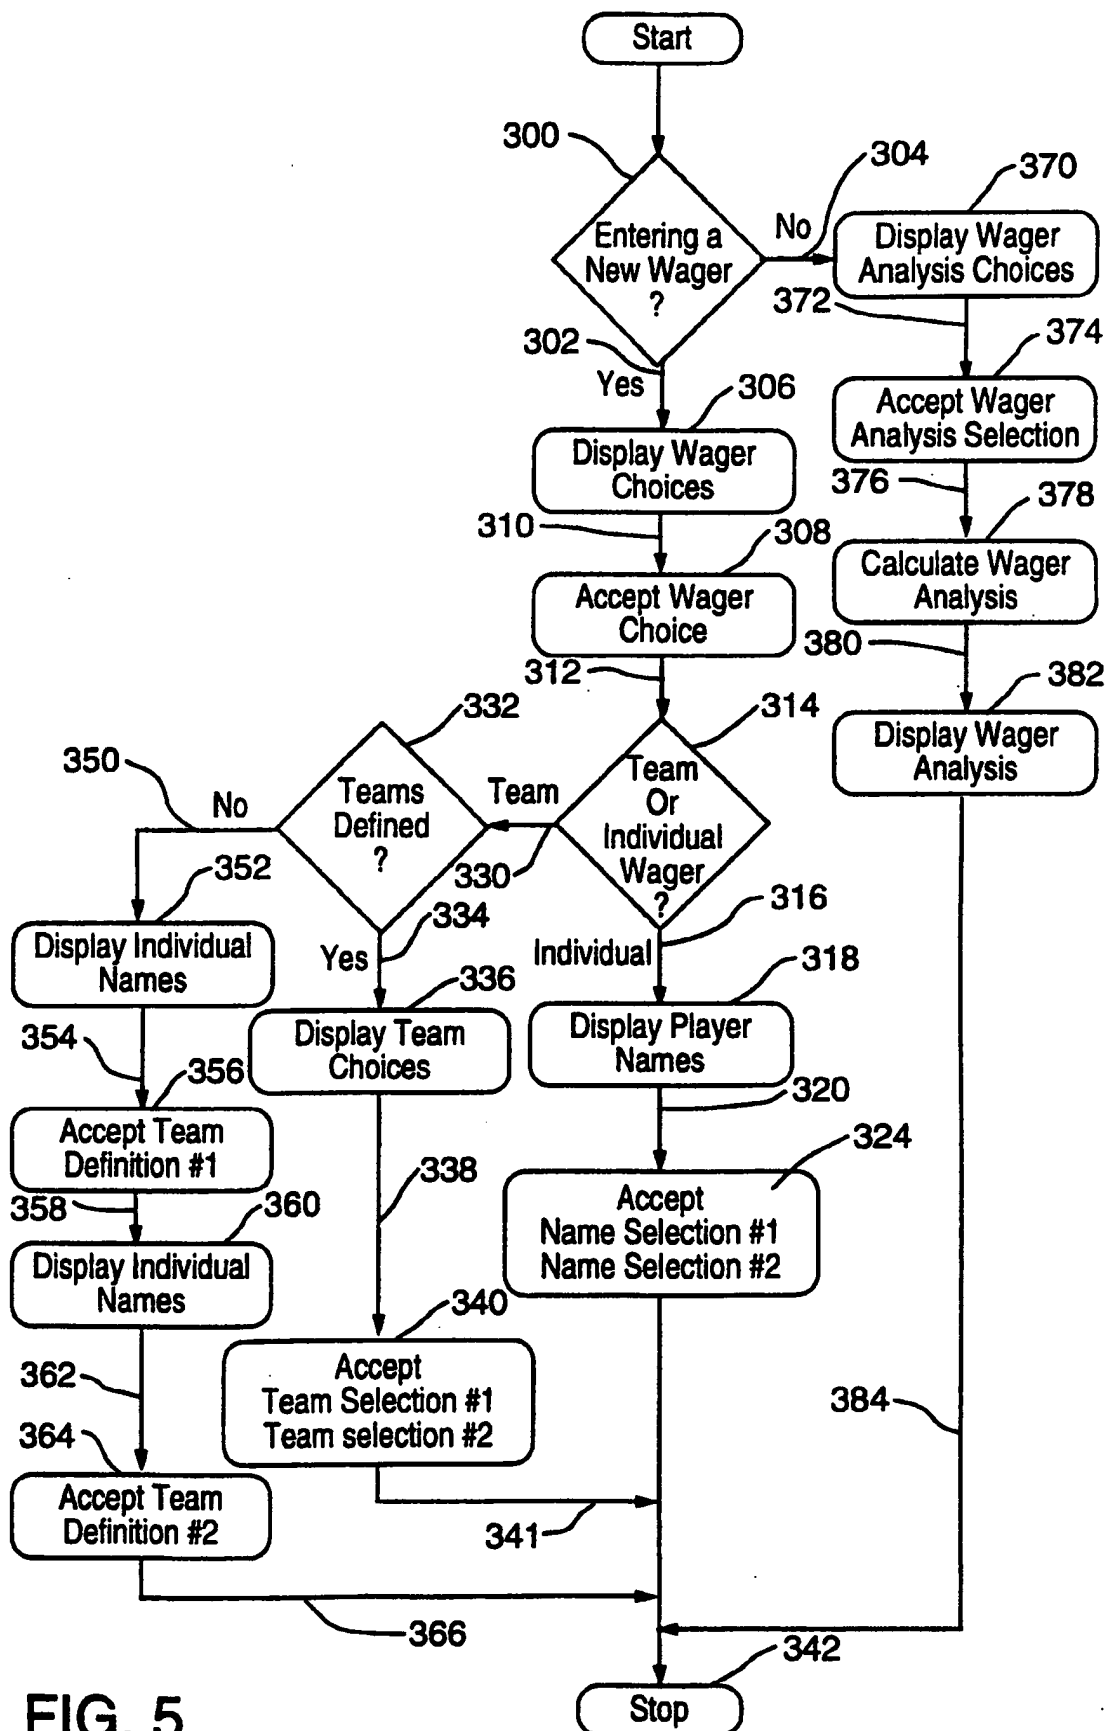 Start
300
304
370
Entering a
New Wager
?
No
Display Wager
Analysis Choices
302
Yes
372
374
306
Accept Wager
Analysis Selection
Display Wager
Choices
376
378
310
308
Calculate Wager
Analysis
Accept Wager
Choice
380
382
312
332
314
Display Wager
Analysis
350
No
Teams
Defined
?
Team
Team
Or
Individual
Wager
?
330
352
334
316
Display Individual
Names
Yes
Individual
336
318
Display Team
Choices
Display Player
Names
354
356
320
Accept Team
Definition #1
338
324
358
360
Accept
Name Selection #1
Name Selection #2
Display Individual
Names
340
362
Accept
Team Selection #1
Team selection #2
384
364
Accept Team
Definition #2
341
366
342
Stop
FIG. 5